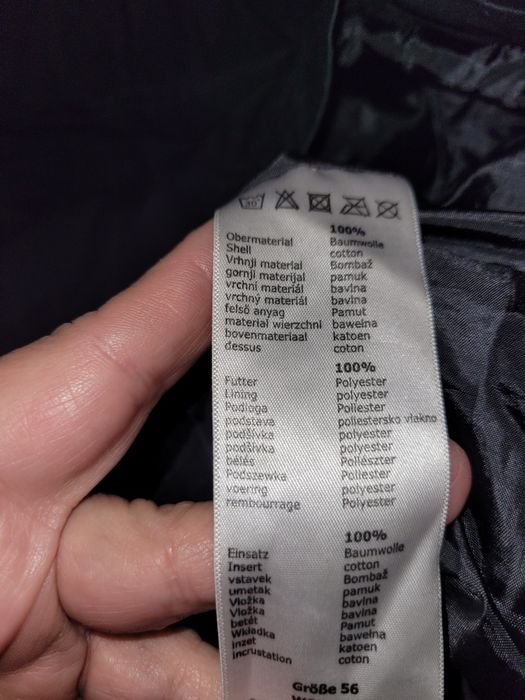 30
100%
Obermaterial Baumwolle
Shell cotton
Vrhnji material Bombaž
gornji materijal pamuk
vrchní materiál bavlna
vrchný materiál bavlna
felső anyag Pamut
materiał wierzchni bawełna
bovenmateriaal katoen
dessus coton
100%
Futter Polyester
Lining polyester
Podloga Poliester
podstava poliestersko vlakno
podšívka polyester
podšívka polyester
bélés Poliészter
Podszewka Poliester
voering polyester
rembourrage Polyester
100%
Einsatz Baumwolle
Insert cotton
vstavek Bombaž
umetak pamuk
Vložka bavlna
Vložka bavlna
betét Pamut
Wkładka bawełna
inzet katoen
incrustation coton
Größe 56